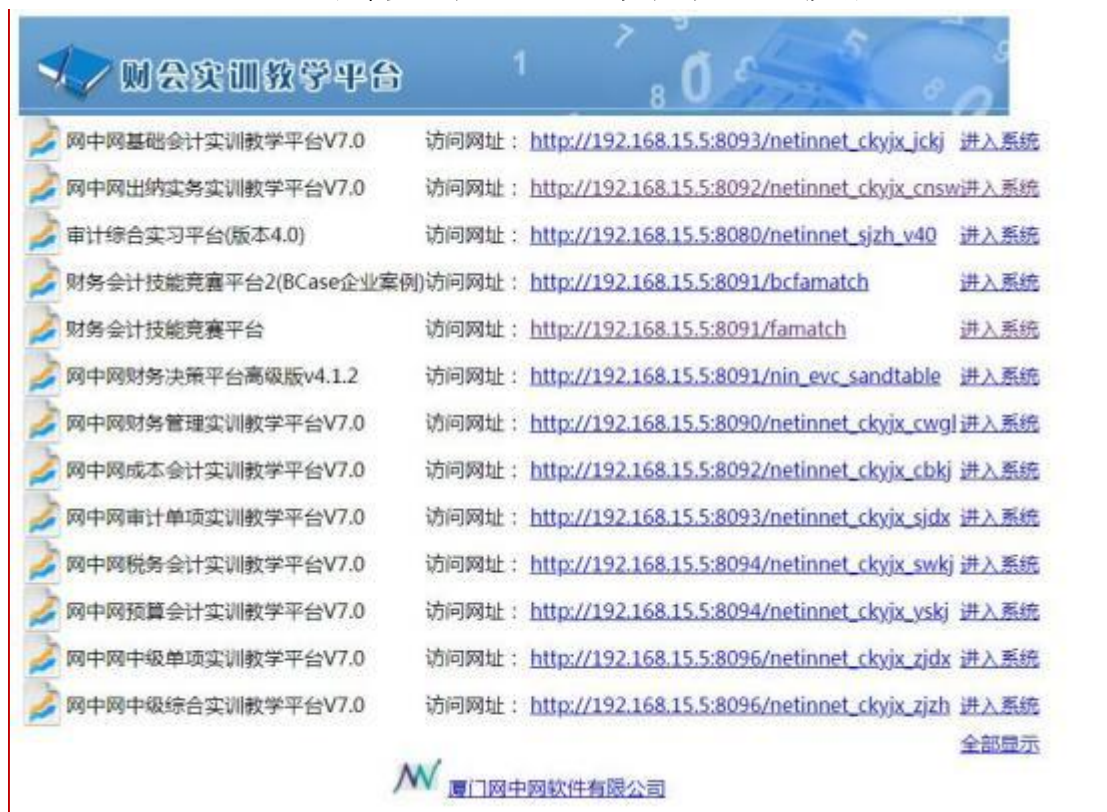 财会实训教学平台
网中网基础会计实训教学平台V7.0 访问网址： http://192.168.15.5:8093/netinnet_ckyjx_jckj 进入系统
网中网出纳实务实训教学平台V7.0 访问网址： http://192.168.15.5:8092/netinnet_ckyjx_cnsw进入系统
审计综合实习平台(版本4.0) 访问网址： http://192.168.15.5:8080/netinnet_sjzh_v40 进入系统
财务会计技能竞赛平台2(BCase企业案例)访问网址： http://192.168.15.5:8091/bcfamatch 进入系统
财务会计技能竞赛平台 访问网址： http://192.168.15.5:8091/famatch 进入系统
网中网财务决策平台高级版v4.1.2 访问网址： http://192.168.15.5:8091/nin_evc_sandtable 进入系统
网中网财务管理实训教学平台V7.0 访问网址： http://192.168.15.5:8090/netinnet_ckyjx_cwgl 进入系统
网中网成本会计实训教学平台V7.0 访问网址： http://192.168.15.5:8092/netinnet_ckyjx_cbkj 进入系统
网中网审计单项实训教学平台V7.0 访问网址： http://192.168.15.5:8093/netinnet_ckyjx_sjdx 进入系统
网中网税务会计实训教学平台V7.0 访问网址： http://192.168.15.5:8094/netinnet_ckyjx_swkj 进入系统
网中网预算会计实训教学平台V7.0 访问网址： http://192.168.15.5:8094/netinnet_ckyjx_yskj 进入系统
网中网中级单项实训教学平台V7.0 访问网址： http://192.168.15.5:8096/netinnet_ckyjx_zjdx 进入系统
网中网中级综合实训教学平台V7.0 访问网址： http://192.168.15.5:8096/netinnet_ckyjx_zjzh 进入系统
全部显示
厦门网中网软件有限公司